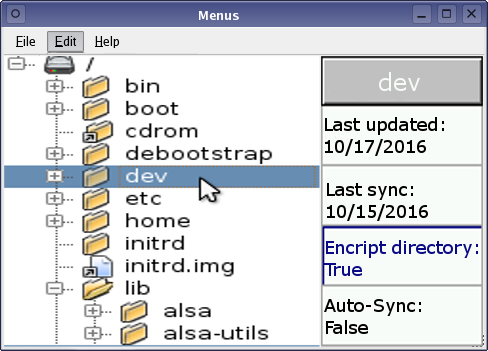 Menus
File Edit Help
/
bin
boot
cdrom
debootstrap
dev
etc
home
initrd
initrd.img
lib
alsa
alsa-utils
dev
Last updated:
10/17/2016
Last sync:
10/15/2016
Encript directory:
True
Auto-Sync:
False